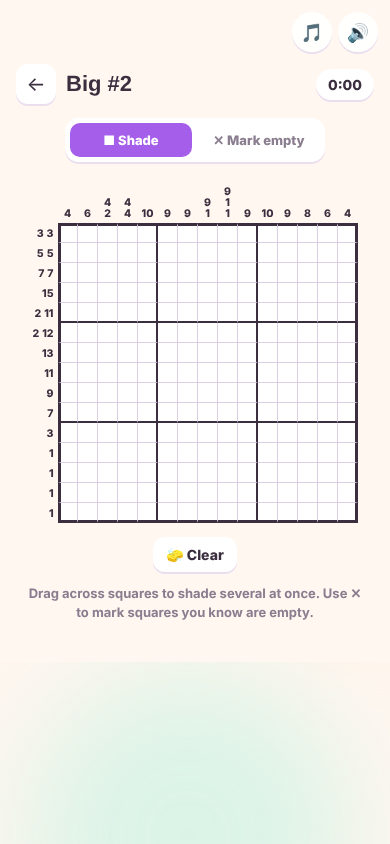 Big #2
0:00
Shade
✕ Mark empty
9
4 4 9 1
4 6 2 4 10 9 9 1 1 9 10 9 8 6 4
3 3
5 5
7 7
15
2 11
2 12
13
11
9
7
3
1
1
1
1
Clear
Drag across squares to shade several at once. Use ✕
to mark squares you know are empty.